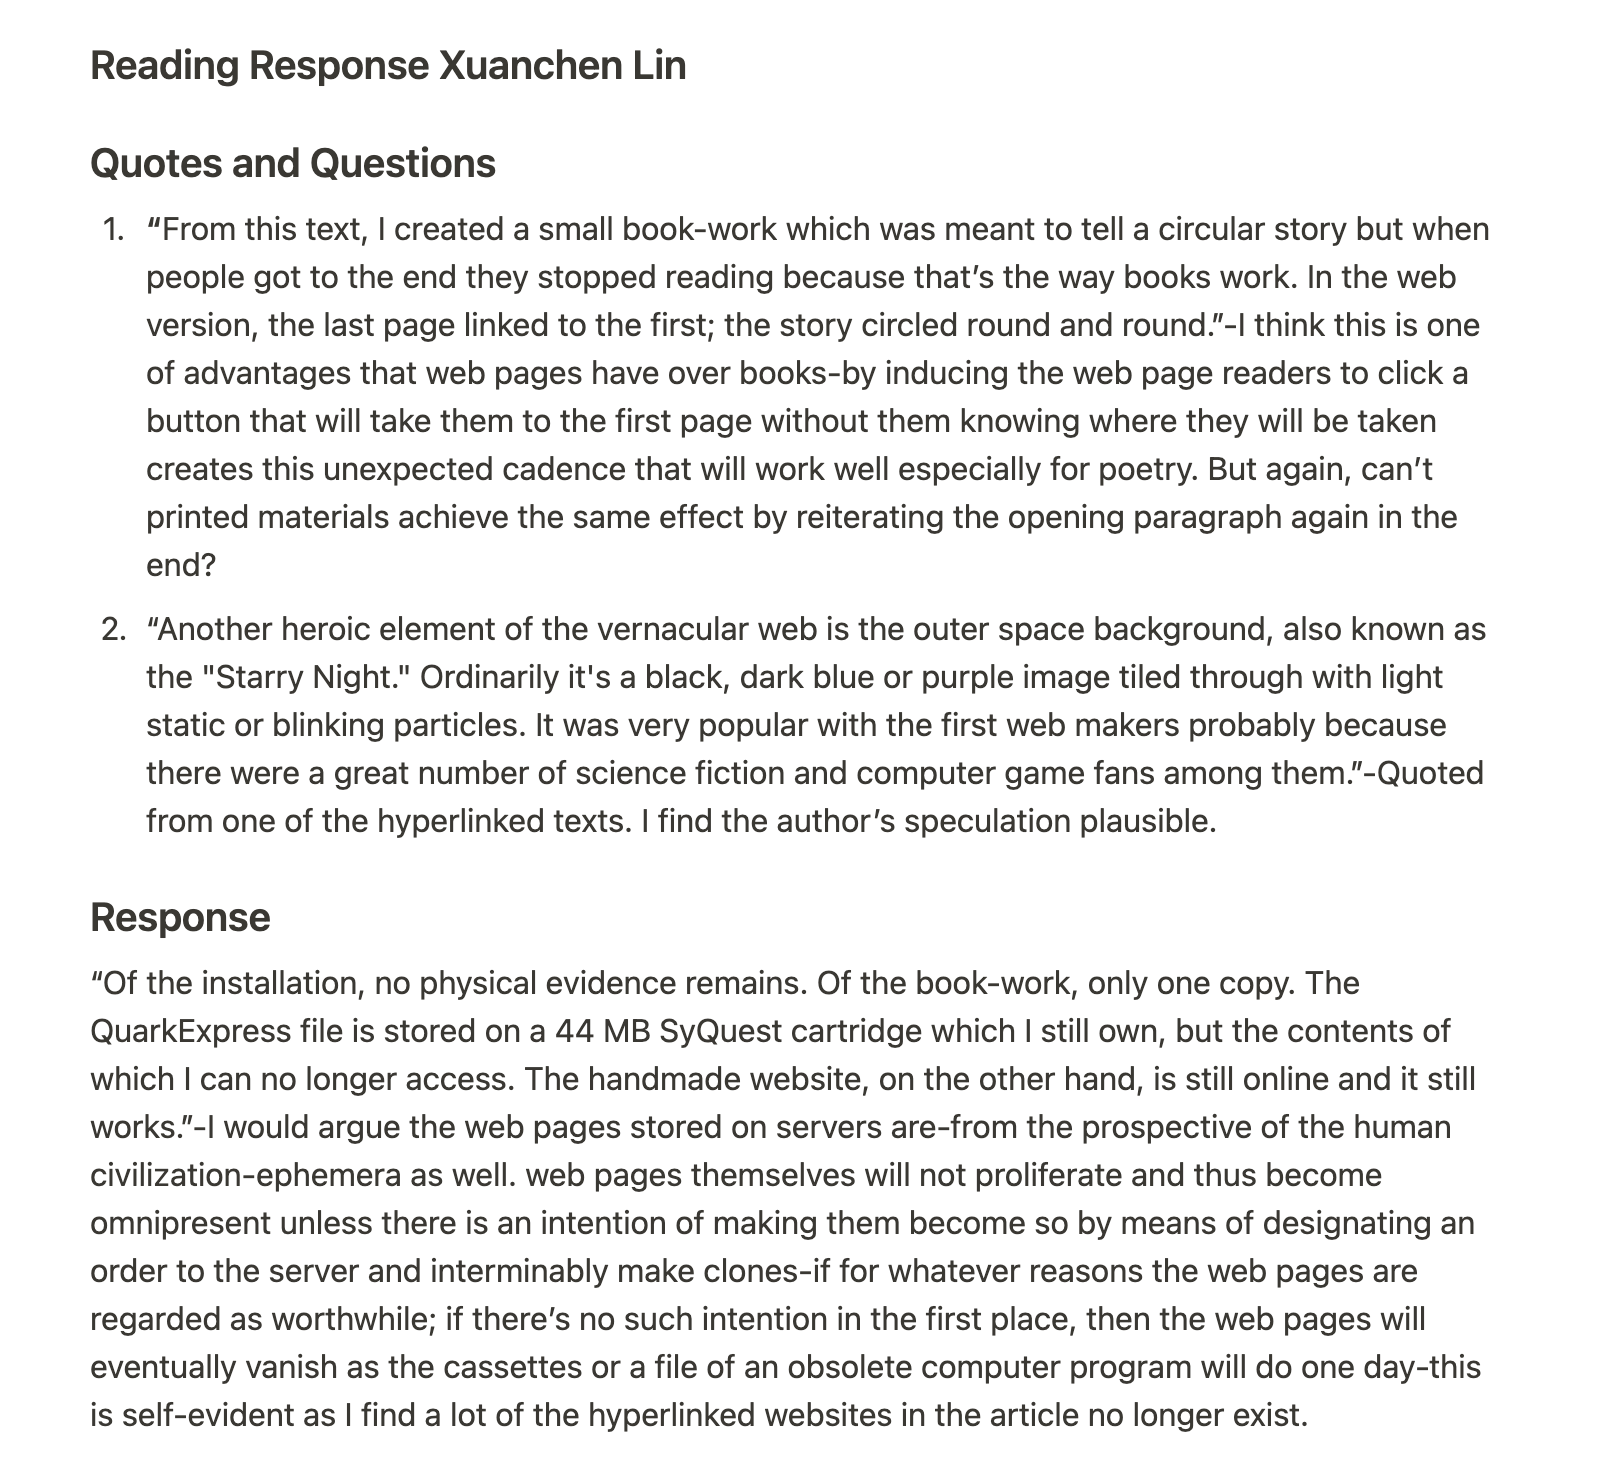 Reading Response Xuanchen Lin
Quotes and Questions
1. “From this text, I created a small book-work which was meant to tell a circular story but when
people got to the end they stopped reading because that’s the way books work. In the web
version, the last page linked to the first; the story circled round and round.”-I think this is one
of advantages that web pages have over books-by inducing the web page readers to click a
button that will take them to the first page without them knowing where they will be taken
creates this unexpected cadence that will work well especially for poetry. But again, can’t
printed materials achieve the same effect by reiterating the opening paragraph again in the
end?
2. “Another heroic element of the vernacular web is the outer space background, also known as
the "Starry Night." Ordinarily it's a black, dark blue or purple image tiled through with light
static or blinking particles. It was very popular with the first web makers probably because
there were a great number of science fiction and computer game fans among them.”-Quoted
from one of the hyperlinked texts. I find the author’s speculation plausible.
Response
“Of the installation, no physical evidence remains. Of the book-work, only one copy. The
QuarkExpress file is stored on a 44 MB SyQuest cartridge which I still own, but the contents of
which I can no longer access. The handmade website, on the other hand, is still online and it still
works.”-I would argue the web pages stored on servers are-from the prospective of the human
civilization-ephemera as well. web pages themselves will not proliferate and thus become
omnipresent unless there is an intention of making them become so by means of designating an
order to the server and interminably make clones-if for whatever reasons the web pages are
regarded as worthwhile; if there’s no such intention in the first place, then the web pages will
eventually vanish as the cassettes or a file of an obsolete computer program will do one day-this
is self-evident as I find a lot of the hyperlinked websites in the article no longer exist.